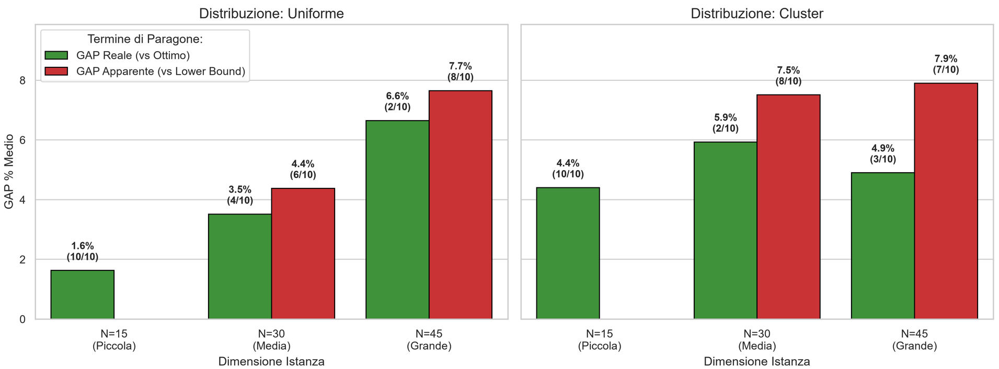 Distribuzione: Uniforme
Termine di Paragone:
GAP Reale (vs Ottimo)
GAP Apparente (vs Lower Bound)
GAP % Medio
8
6
4
2
0
1.6%
(10/10)
3.5%
(4/10)
4.4%
(6/10)
6.6%
(2/10)
7.7%
(8/10)
N=15
(Piccola)
N=30
(Media)
N=45
(Grande)
Dimensione Istanza
Distribuzione: Cluster
4.4%
(10/10)
5.9%
(2/10)
7.5%
(8/10)
4.9%
(3/10)
7.9%
(7/10)
N=15
(Piccola)
N=30
(Media)
N=45
(Grande)
Dimensione Istanza